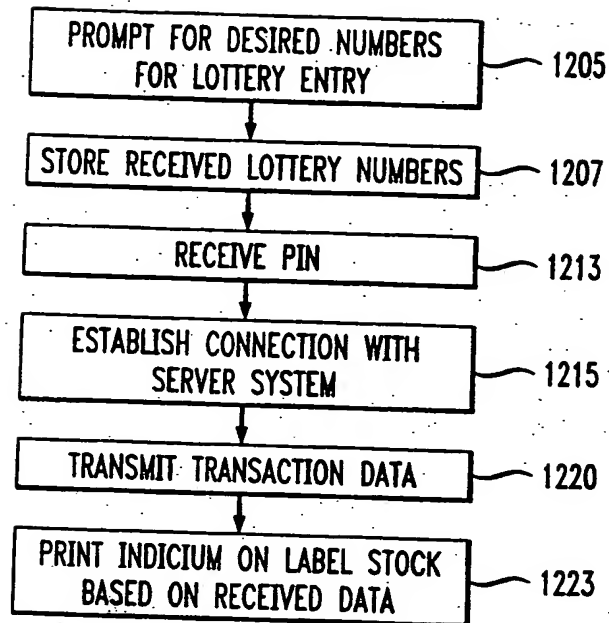 PROMPT FOR DESIRED NUMBERS
FOR LOTTERY ENTRY
1205
STORE RECEIVED LOTTERY NUMBERS
1207
RECEIVE PIN
1213
ESTABLISH CONNECTION WITH
SERVER SYSTEM
1215
TRANSMIT TRANSACTION DATA
1220
PRINT INDICIUM ON LABEL STOCK
BASED ON RECEIVED DATA
1223